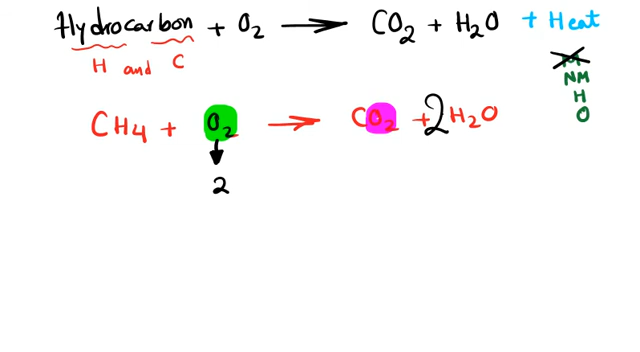 Hydrocarbon + O2 → CO2 + H2O + Heat
H and C
M
NM
H
O
CH4 + O2 → CO2 + 2H2O
2